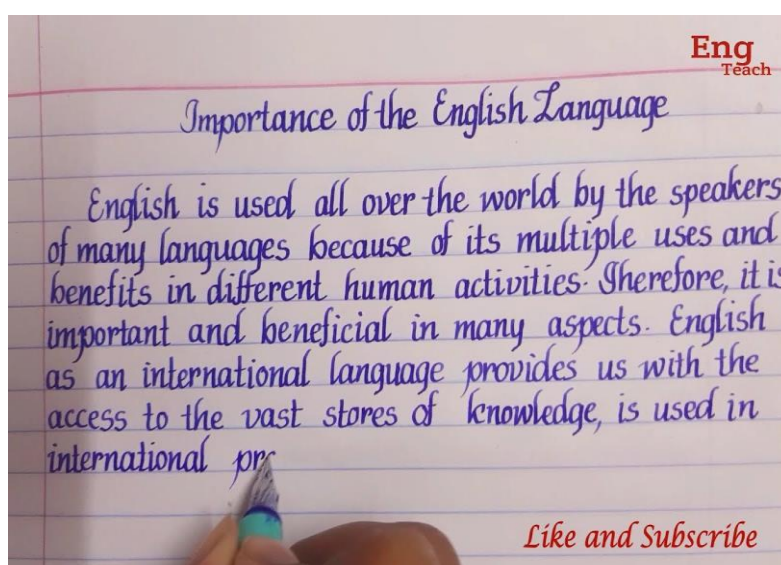 Eng
Teach
Importance of the English Language
English is used all over the world by the speakers
of many languages because of its multiple uses and
benefits in different human activities. Therefore, it is
important and beneficial in many aspects. English
as an international language provides us with the
access to the vast stores of knowledge, is used in
international
Like and Subscribe